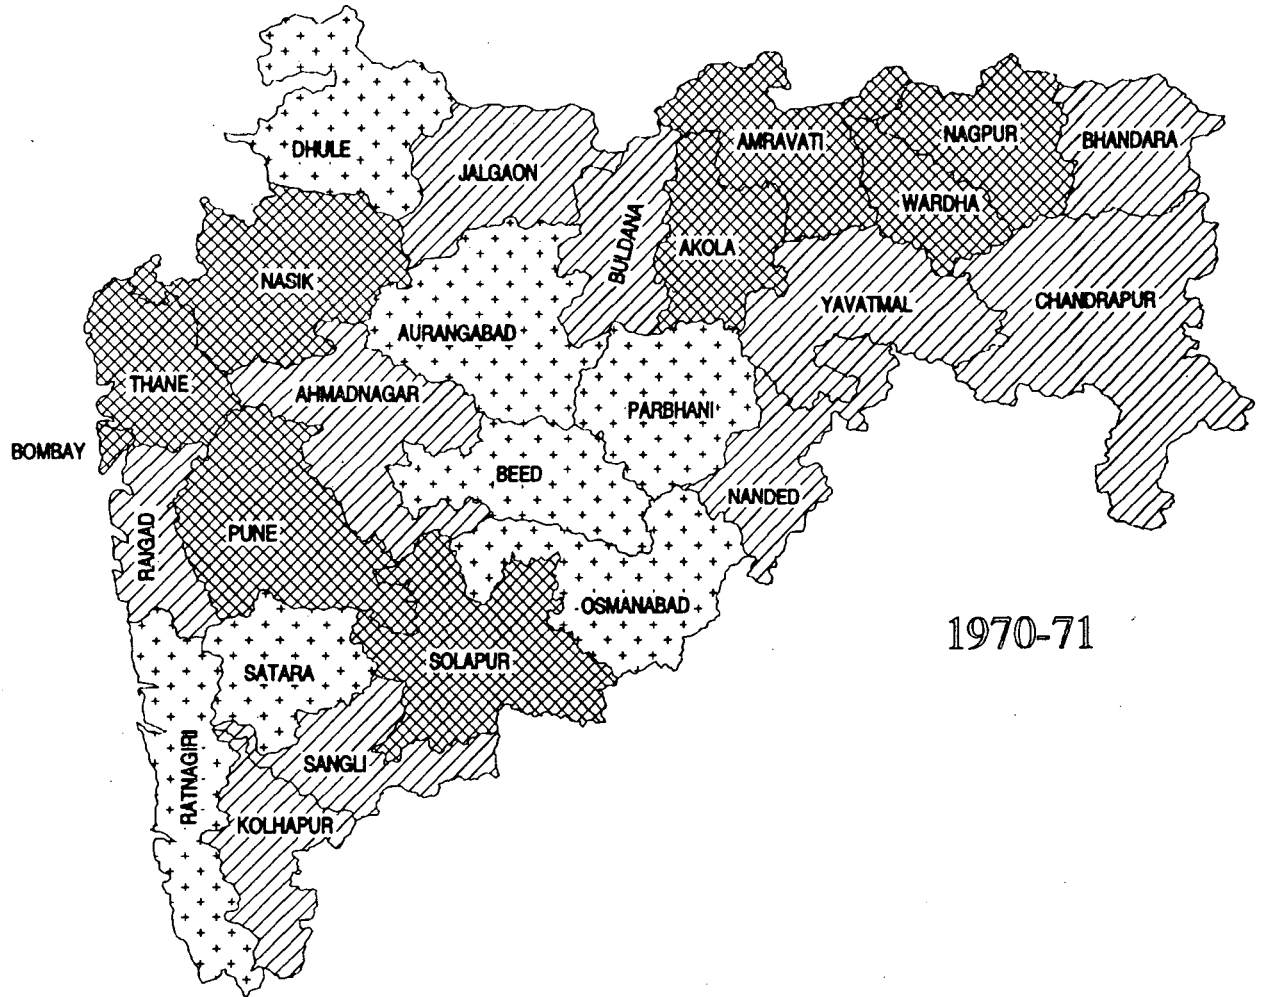 DHULE
JALGAON
AMRAVATI
NAGPUR
BHANDARA
WARDHA
BULDANA
AKOLA
NASIK
YAVATMAL
CHANDRAPUR
AURANGABAD
THANE
AHMADNAGAR
PARBHANI
BOMBAY
BEED
NANDED
RAIGAD
PUNE
OSMANABAD
1970-71
SATARA
SOLAPUR
RATNAGIRI
SANGLI
KOLHAPUR